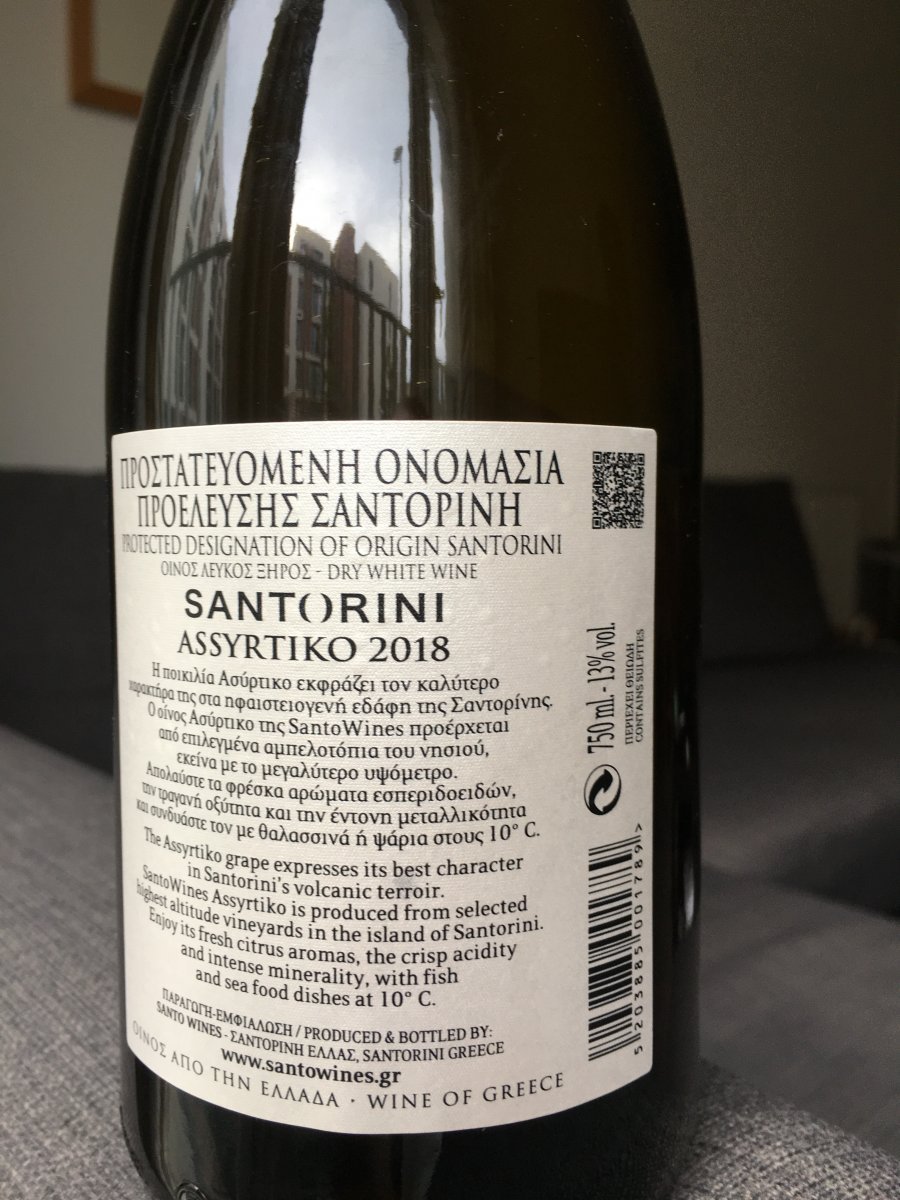 ΠΡΟΣΤΑΤΕΥΟΜΕΝΗ ΟΝΟΜΑΣΙΑ
ΠΡΟΕΛΕΥΣΗΣ ΣΑΝΤΟΡΙΝΗ
PROTECTED DESIGNATION OF ORIGIN SANTORINI
ΟΙΝΟΣ ΛΕΥΚΟΣ ΞΗΡΟΣ - DRY WHITE WINE
SANTORINI
ASSYRTIKO 2018
Η ποικιλία Ασύρτικο εκφράζει τον καλύτερο
χαρακτήρα της στα ηφαιστειογενή εδάφη της Σαντορίνης.
Ο οίνος Ασύρτικο της SantoWines προέρχεται
από επιλεγμένα αμπελοτόπια του νησιού,
εκείνα με το μεγαλύτερο υψόμετρο.
Απολαύστε τα φρέσκα αρώματα εσπεριδοειδών,
την τραγανή οξύτητα και την έντονη μεταλλικότητα
και συνδυάστε τον με θαλασσινά ή ψάρια στους 10° C.
The Assyrtiko grape expresses its best character
in Santorini's volcanic terroir.
SantoWines Assyrtiko is produced from selected
highest altitude vineyards in the island of Santorini.
Enjoy its fresh citrus aromas, the crisp acidity
and intense minerality, with fish
and sea food dishes at 10° C.
ΠΑΡΑΓΩΓΗ-ΕΜΦΙΑΛΩΣΗ / PRODUCED & BOTTLED BY:
SANTO WINES - ΣΑΝΤΟΡΙΝΗ ΕΛΛΑΣ, SANTORINI GREECE
www.santowines.gr
ΟΙΝΟΣ ΑΠΟ ΤΗΝ ΕΛΛΑΔΑ · WINE OF GREECE
750 ml. - 13% vol.
ΠΕΡΙΕΧΕΙ ΘΕΙΩΔΗ
CONTAINS SULPHITES
5 203885 001789 >